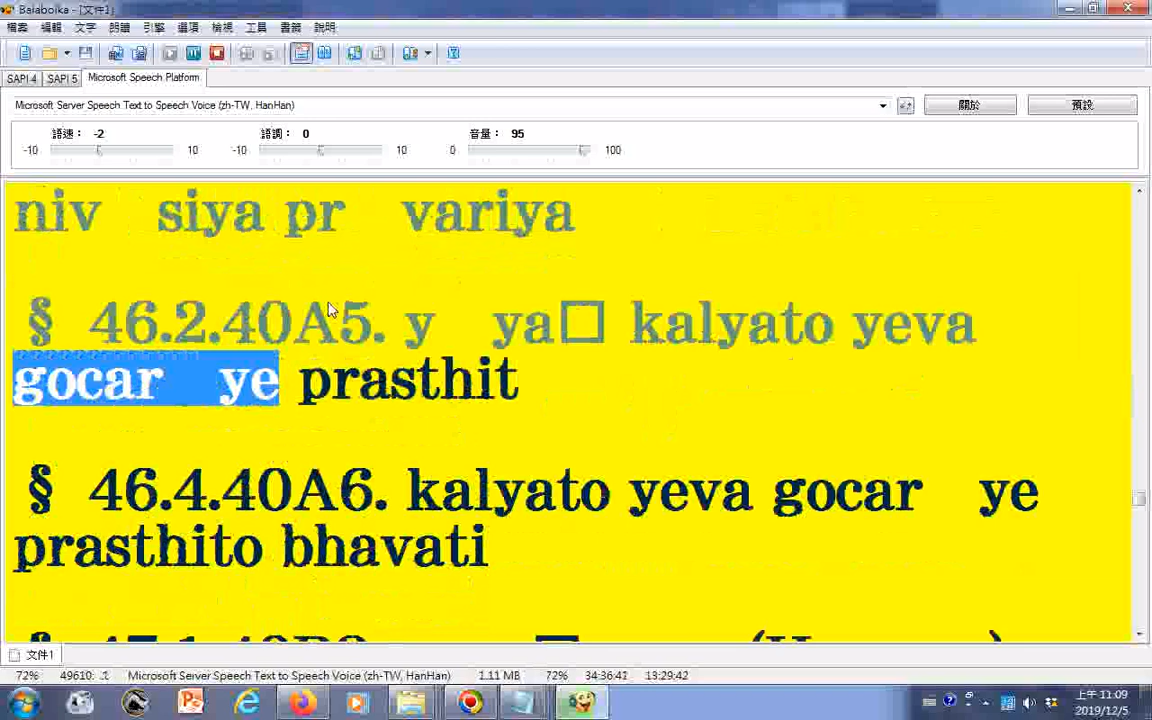 Balabolka - [文件1]
檔案 編輯 文字 朗讀 引擎 選項 檢視 工具 書籤 說明
SAPI 4 SAPI 5 Microsoft Speech Platform
Microsoft Server Speech Text to Speech Voice (zh-TW, HanHan) 關於 預設
語速： -2 語調： 0 音量： 95
-10 10 -10 10 0 100
niv siya pr variya
§ 46.2.40A5. y ya□ kalyato yeva
gocar ye prasthit
§ 46.4.40A6. kalyato yeva gocar ye
prasthito bhavati
文件1
72% 49610: .1 Microsoft Server Speech Text to Speech Voice (zh-TW, HanHan) 1.11 MB 72% 34:36:41 13:29:42
上午 11:09
2019/12/5